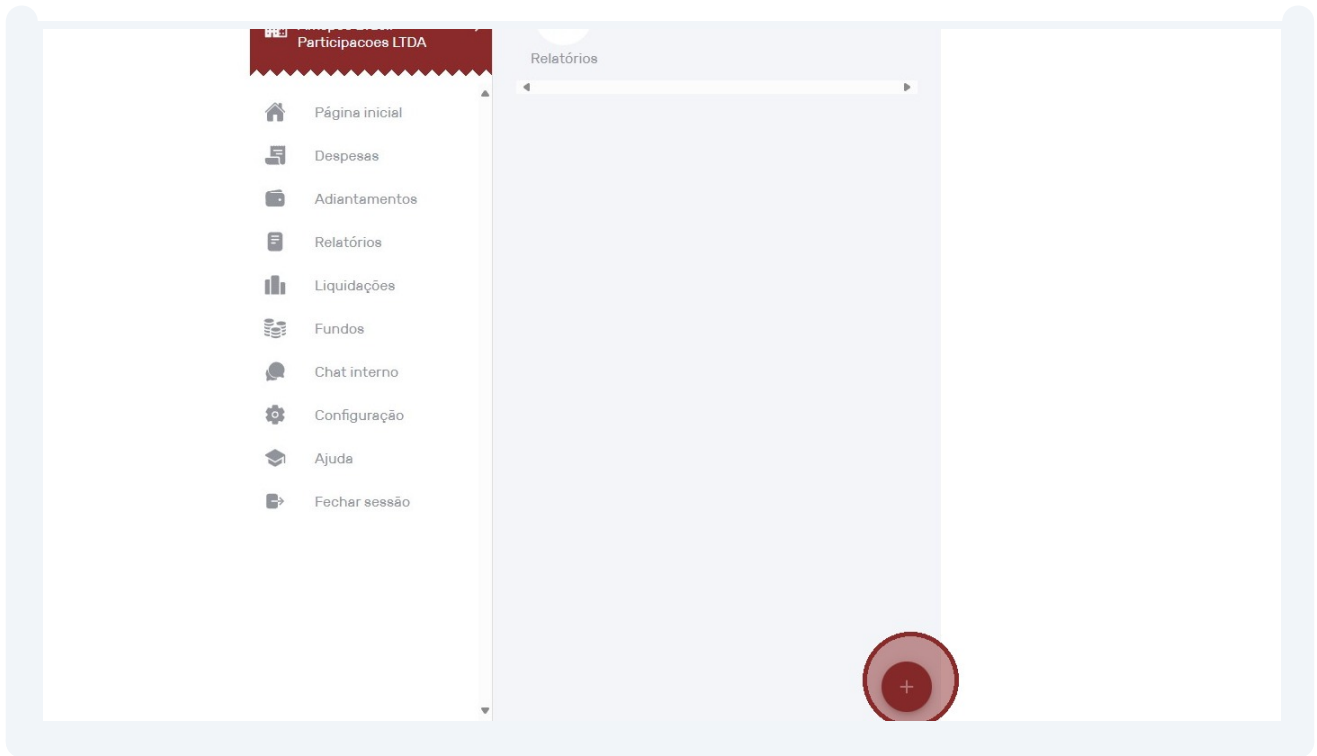 Participacoes LTDA
Relatórios
Página inicial
Despesas
Adiantamentos
Relatórios
Liquidações
Fundos
Chat interno
Configuração
Ajuda
Fechar sessão
+